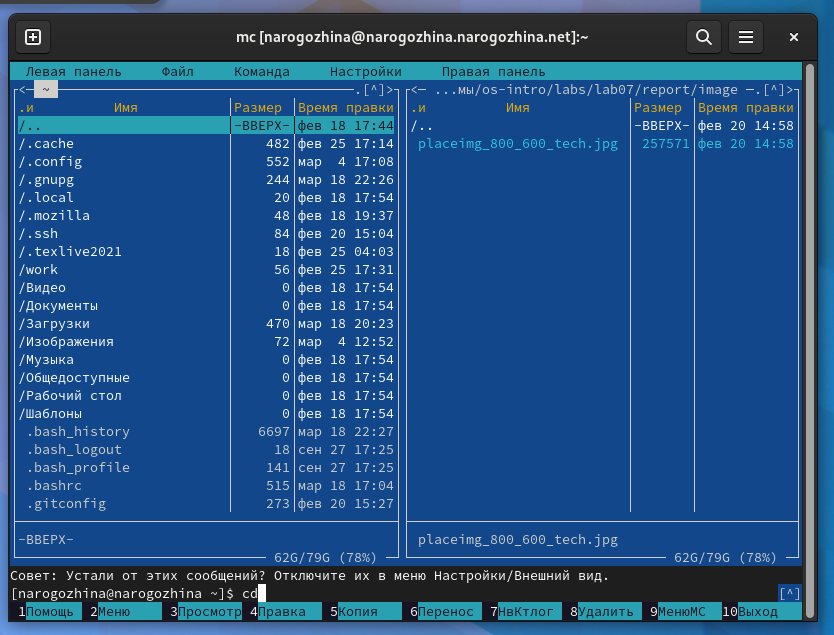 mc [narogozhina@narogozhina.narogozhina.net]:~
Левая панель Файл Команда Настройки Правая панель
<─ ~ ─.[^]>
.и Имя Размер Время правки
/.. -ВВЕРХ- фев 18 17:44
/.cache 482 фев 25 17:14
/.config 552 мар 4 17:08
/.gnupg 244 мар 18 22:26
/.local 20 фев 18 17:54
/.mozilla 48 фев 18 19:37
/.ssh 84 фев 20 15:04
/.texlive2021 18 фев 25 04:03
/work 56 фев 25 17:31
/Видео 0 фев 18 17:54
/Документы 0 фев 18 17:54
/Загрузки 470 мар 18 20:23
/Изображения 72 мар 4 12:52
/Музыка 0 фев 18 17:54
/Общедоступные 0 фев 18 17:54
/Рабочий стол 0 фев 18 17:54
/Шаблоны 0 фев 18 17:54
.bash_history 6697 мар 18 22:27
.bash_logout 18 сен 27 17:25
.bash_profile 141 сен 27 17:25
.bashrc 515 мар 18 17:04
.gitconfig 273 фев 20 15:27
-ВВЕРХ-
62G/79G (78%)
<─ ...мы/os-intro/labs/lab07/report/image ─.[^]>
.и Имя Размер Время правки
/.. -ВВЕРХ- фев 20 14:58
placeimg_800_600_tech.jpg 257571 фев 20 14:58
placeimg_800_600_tech.jpg
62G/79G (78%)
Совет: Устали от этих сообщений? Отключите их в меню Настройки/Внешний вид.
[narogozhina@narogozhina ~]$ cd [^]
1Помощь 2Меню 3Просмотр 4Правка 5Копия 6Перенос 7НвКтлог 8Удалить 9МенюМС 10Выход